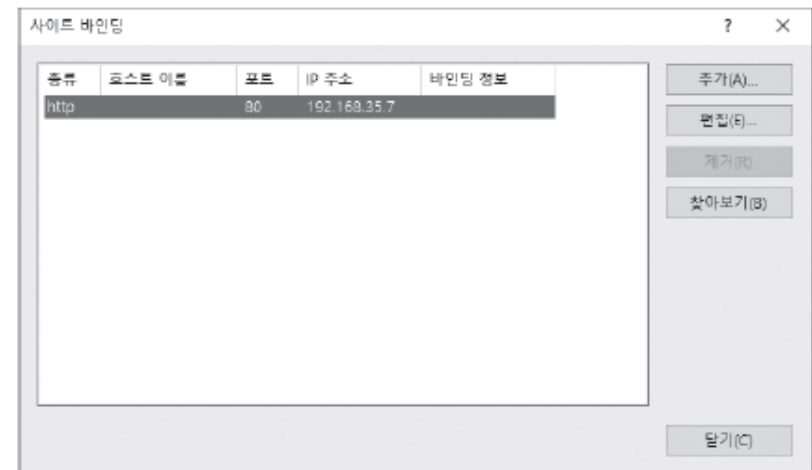 사이트 바인딩
? ×
종류 호스트 이름 포트 IP 주소 바인딩 정보
http 80 192.168.35.7
추가(A)...
편집(E)...
제거(R)
찾아보기(B)
닫기(C)